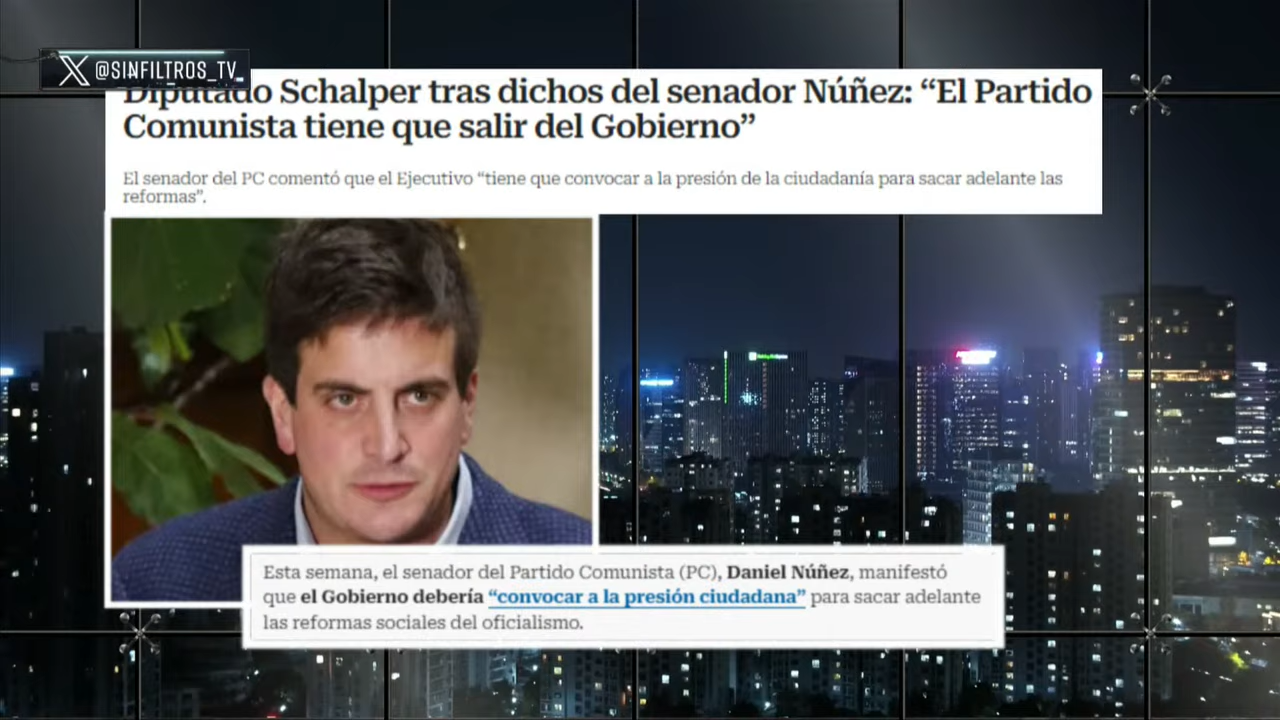 @SINFILTROS_TV_
Diputado Schalper tras dichos del senador Núñez: “El Partido
Comunista tiene que salir del Gobierno”
El senador del PC comentó que el Ejecutivo “tiene que convocar a la presión de la ciudadanía para sacar adelante las
reformas”.
Esta semana, el senador del Partido Comunista (PC), Daniel Núñez, manifestó
que el Gobierno debería “convocar a la presión ciudadana” para sacar adelante
las reformas sociales del oficialismo.